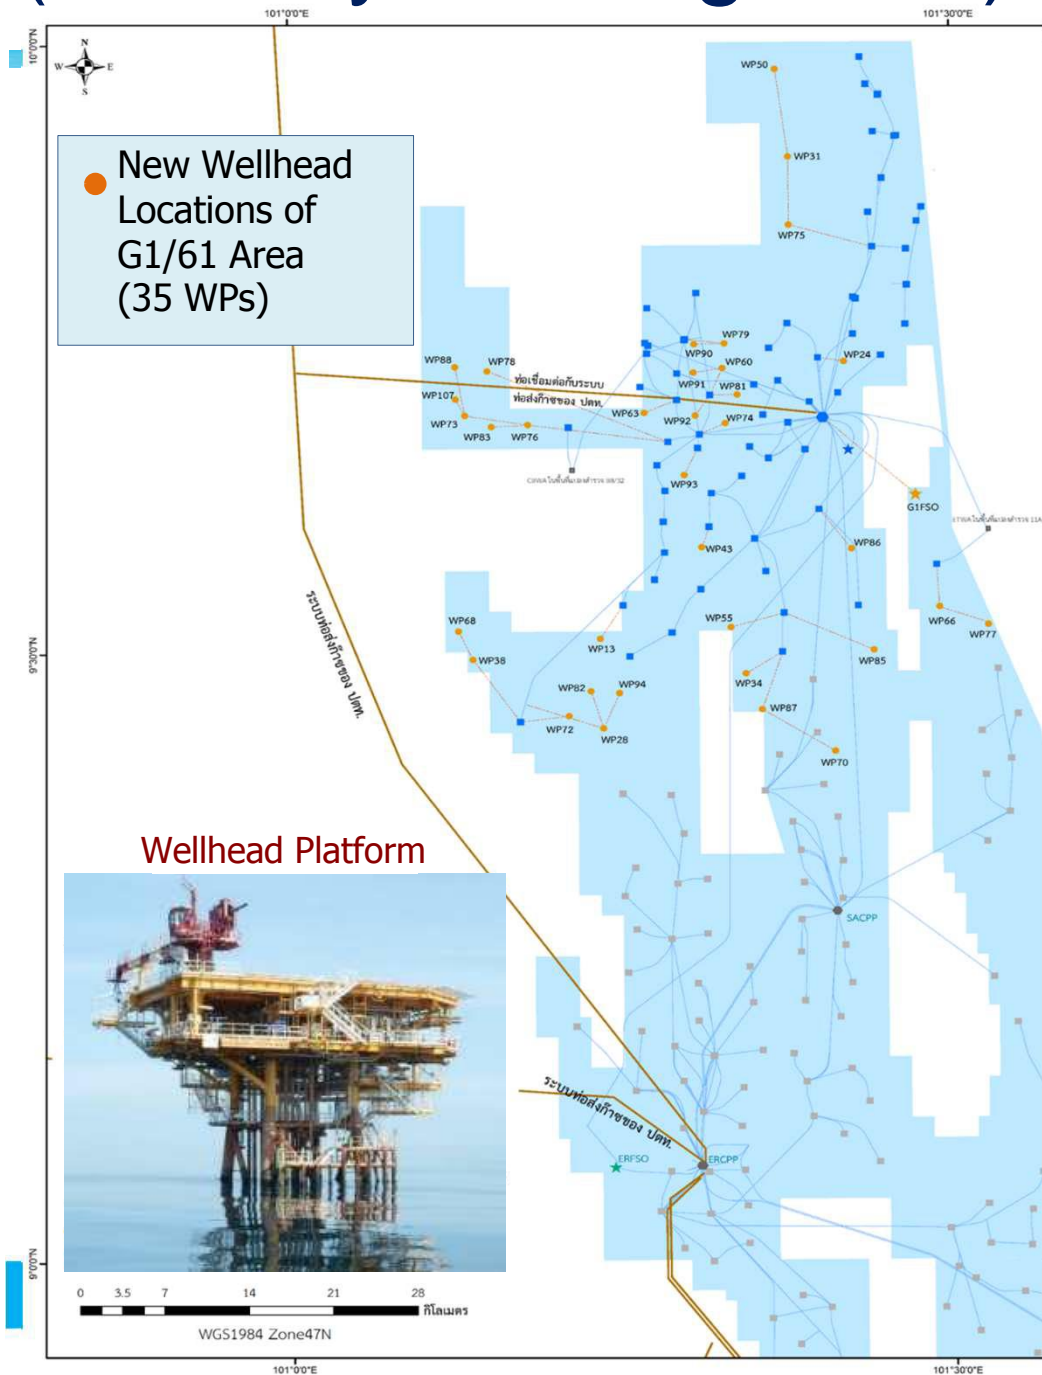 101°0'0"E
101°30'0"E
10°0'0"N
N
W E
S
New Wellhead
Locations of
G1/61 Area
(35 WPs)
WP50
WP31
WP75
WP79
WP90
WP24
WP88
WP78
WP60
WP91
ท่อเชื่อมต่อกับระบบ
WP81
WP107
ท่อส่งก๊าซของ ปตท.
WP63
WP73
WP92
WP74
WP83
WP76
WP93
G1FSO
WP43
WP86
ระบบท่อส่งก๊าซของ ปตท.
WP66
WP77
WP68
WP55
WP13
9°30'0"N
WP38
WP85
WP34
WP82
WP94
WP87
WP72
WP28
WP70
Wellhead Platform
SACPP
ระบบท่อส่งก๊าซของ ปตท.
ERFSO
ERCPP
9°0'0"N
0 3.5 7 14 21 28
กิโลเมตร
WGS1984 Zone47N
101°0'0"E
101°30'0"E